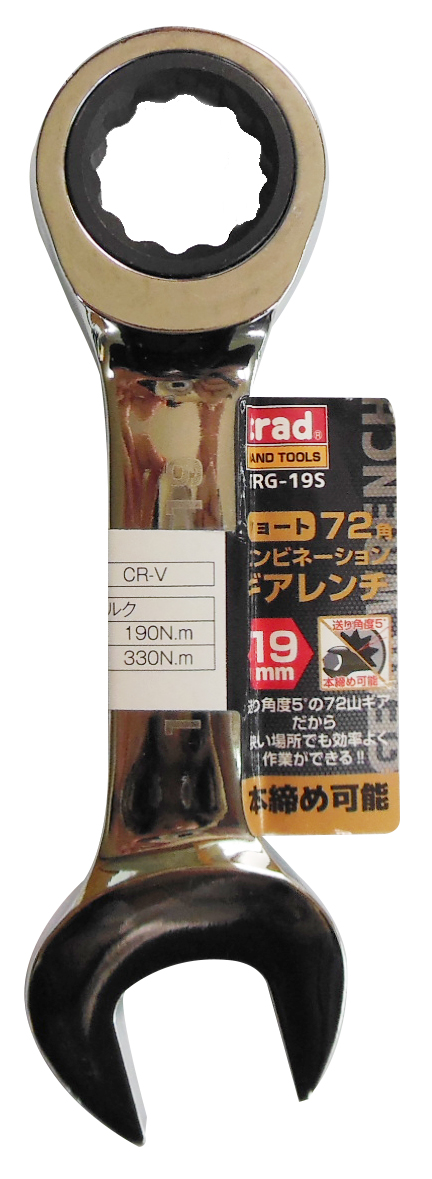 19
CR-V
ルク
190N.m
330N.m
trad®
AND TOOLS
TRG-19S
ョート 72角
ンビネーション
ギアレンチ
19
mm
送り角度5°
本締め可能
送り角度5°の72山ギア
だから
狭い場所でも効率よく
作業ができる!!
本締め可能
WRENCH